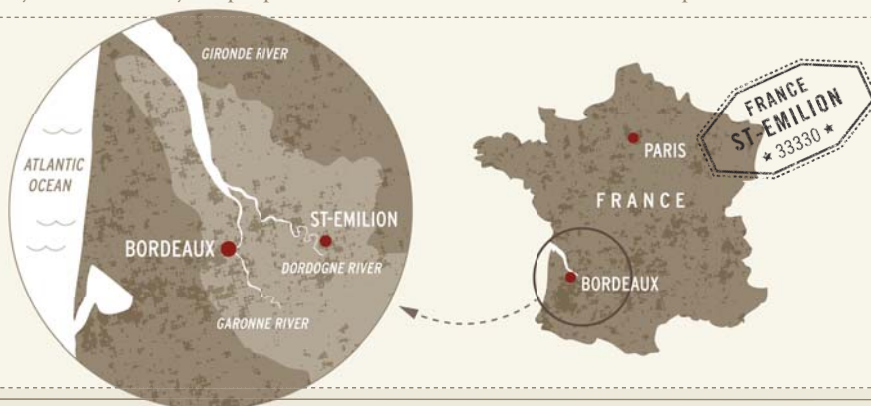 GIRONDE RIVER
ATLANTIC
OCEAN
ST-EMILION
BORDEAUX
DORDOGNE RIVER
GARONNE RIVER
PARIS
FRANCE
BORDEAUX
FRANCE
ST-EMILION
★ 33330 ★